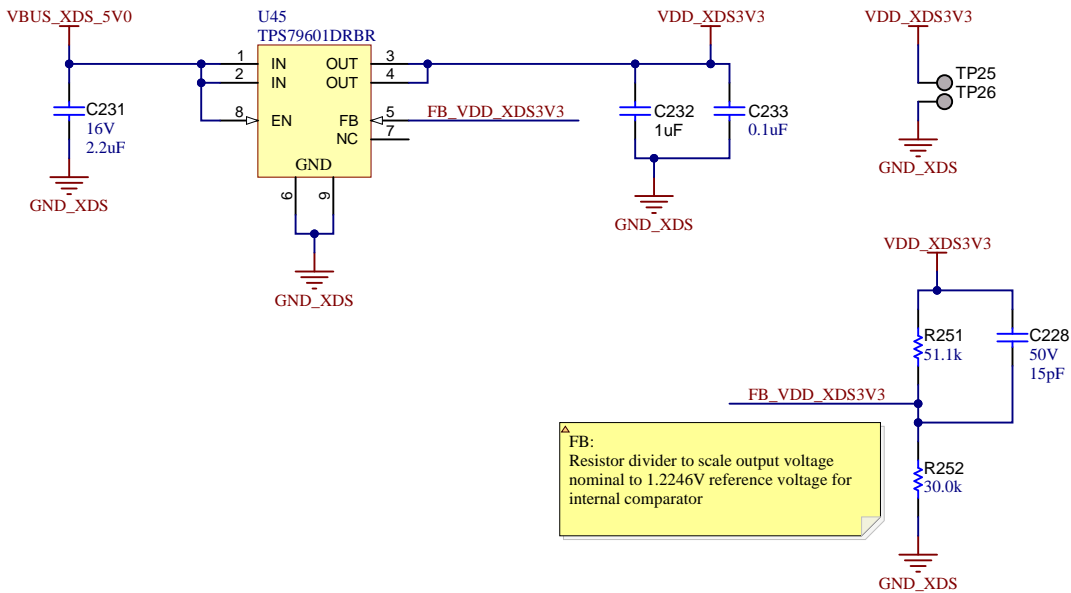 VBUS_XDS_5V0
U45
TPS79601DRBR
VDD_XDS3V3
VDD_XDS3V3
1
IN
OUT
3
2
IN
OUT
4
8
EN
FB
5
FB_VDD_XDS3V3
NC
7
GND
6
9
C231
16V
2.2uF
GND_XDS
GND_XDS
C232
1uF
C233
0.1uF
GND_XDS
TP25
TP26
GND_XDS
VDD_XDS3V3
R251
51.1k
C228
50V
15pF
FB_VDD_XDS3V3
FB:
Resistor divider to scale output voltage
nominal to 1.2246V reference voltage for
internal comparator
R252
30.0k
GND_XDS